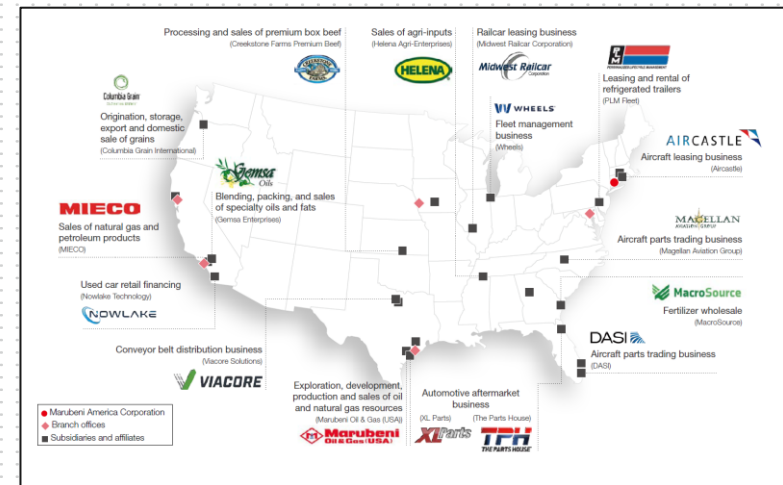 Processing and sales of premium box beef
(Creekstone Farms Premium Beef)
Sales of agri-inputs
(Helena Agri-Enterprises)
HELENA
Railcar leasing business
(Midwest Railcar Corporation)
Midwest Railcar
Corporation
Leasing and rental of
refrigerated trailers
(PLM Fleet)
Columbia Grain
Origination, storage,
export and domestic
sale of grains
(Columbia Grain International)
WHEELS
Fleet management
business
(Wheels)
AIRCASTLE
Aircraft leasing business
(Aircastle)
Gemsa
Oils
Blending, packing, and sales
of specialty oils and fats
(Gemsa Enterprises)
MIECO
Sales of natural gas and
petroleum products
(MIECO)
MAGELLAN
AVIATION GROUP
Aircraft parts trading business
(Magellan Aviation Group)
Used car retail financing
(Nowlake Technology)
NOWLAKE
MacroSource
Fertilizer wholesale
(MacroSource)
DASI
Aircraft parts trading business
(DASI)
Conveyor belt distribution business
(Viacore Solutions)
VIACORE
Exploration, development,
production and sales of oil
and natural gas resources
(Marubeni Oil & Gas (USA))
Marubeni
Oil & Gas (USA)
Automotive aftermarket
business
(XL Parts) (The Parts House)
XLParts
TPH
THE PARTS HOUSE
Marubeni America Corporation
Branch offices
Subsidiaries and affiliates